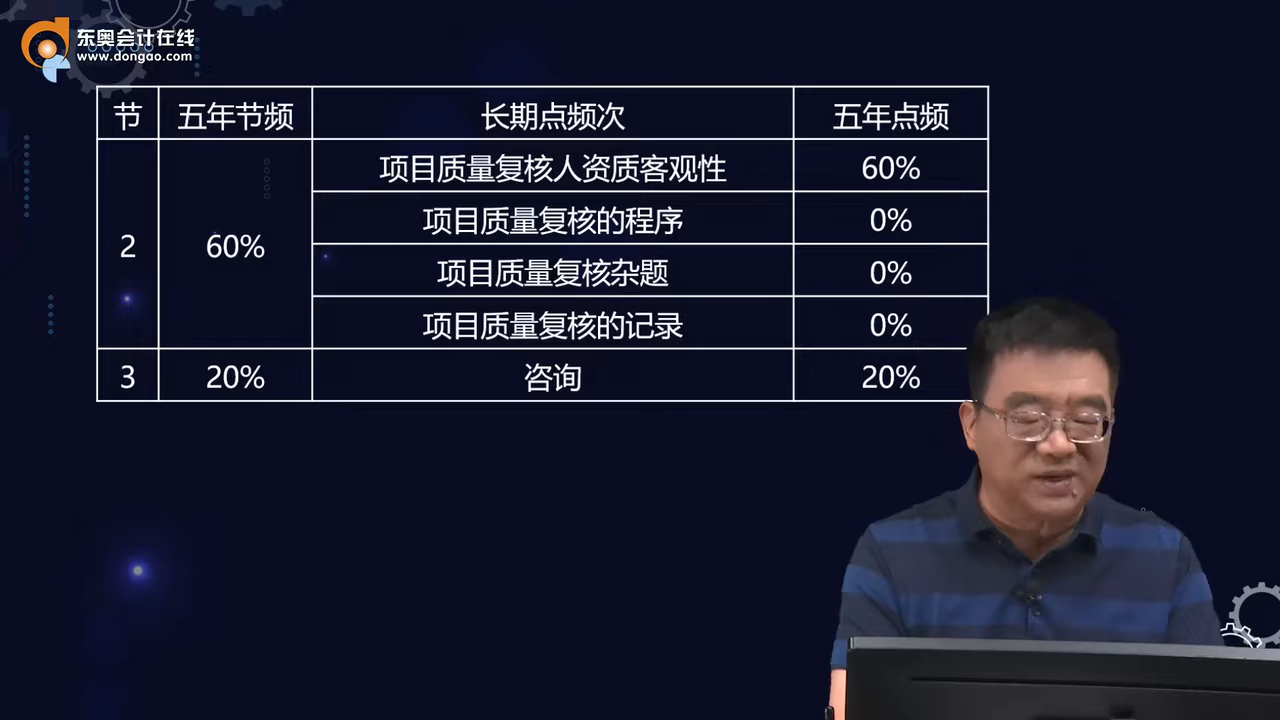 东奥会计在线
www.dongao.com
节 五年节频 长期点频次 五年点频
2 60% 项目质量复核人资质客观性 60%
项目质量复核的程序 0%
项目质量复核杂题 0%
项目质量复核的记录 0%
3 20% 咨询 20%